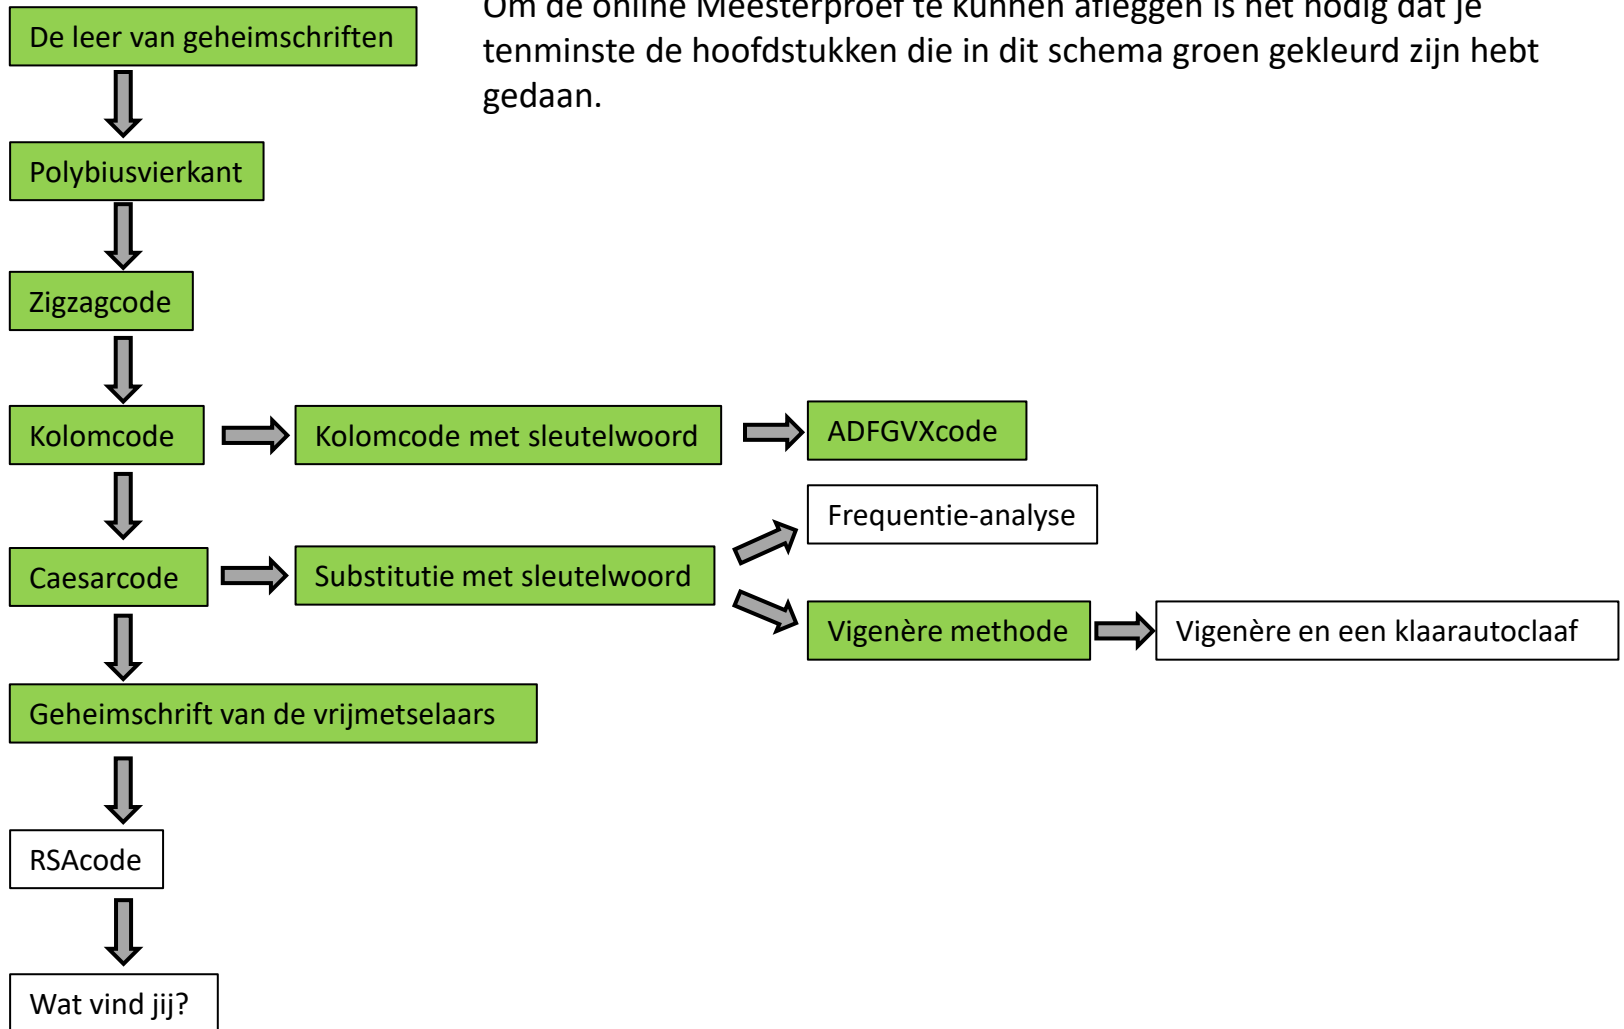 Om de online Meesterproef te kunnen afleggen is het nodig dat je
tenminste de hoofdstukken die in dit schema groen gekleurd zijn hebt
gedaan.
De leer van geheimschriften
Polybiusvierkant
Zigzagcode
Kolomcode
Kolomcode met sleutelwoord
ADFGVXcode
Frequentie-analyse
Caesarcode
Substitutie met sleutelwoord
Vigenère methode
Vigenère en een klaarautoclaaf
Geheimschrift van de vrijmetselaars
RSAcode
Wat vind jij?